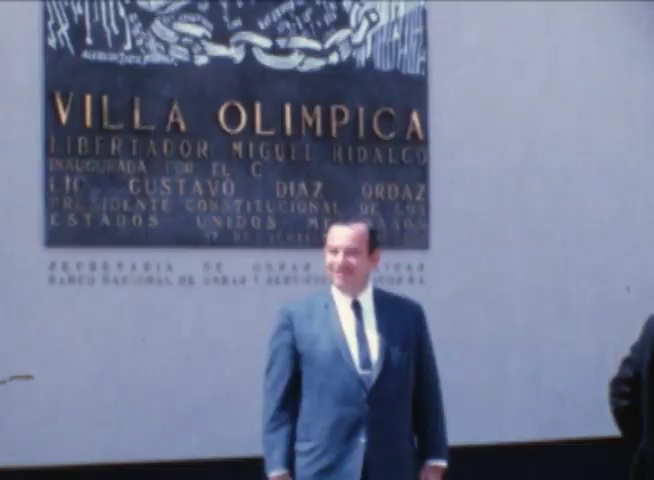 VILLA OLIMPICA
LIBERTADOR MIGUEL HIDALGO
INAUGURADA POR EL C
LIC GUSTAVO DIAZ ORDAZ
PRESIDENTE CONSTITUCIONAL DE LOS
ESTADOS UNIDOS
SECRETARIA DE OBRAS
BANCO NACIONAL DE OBRAS Y